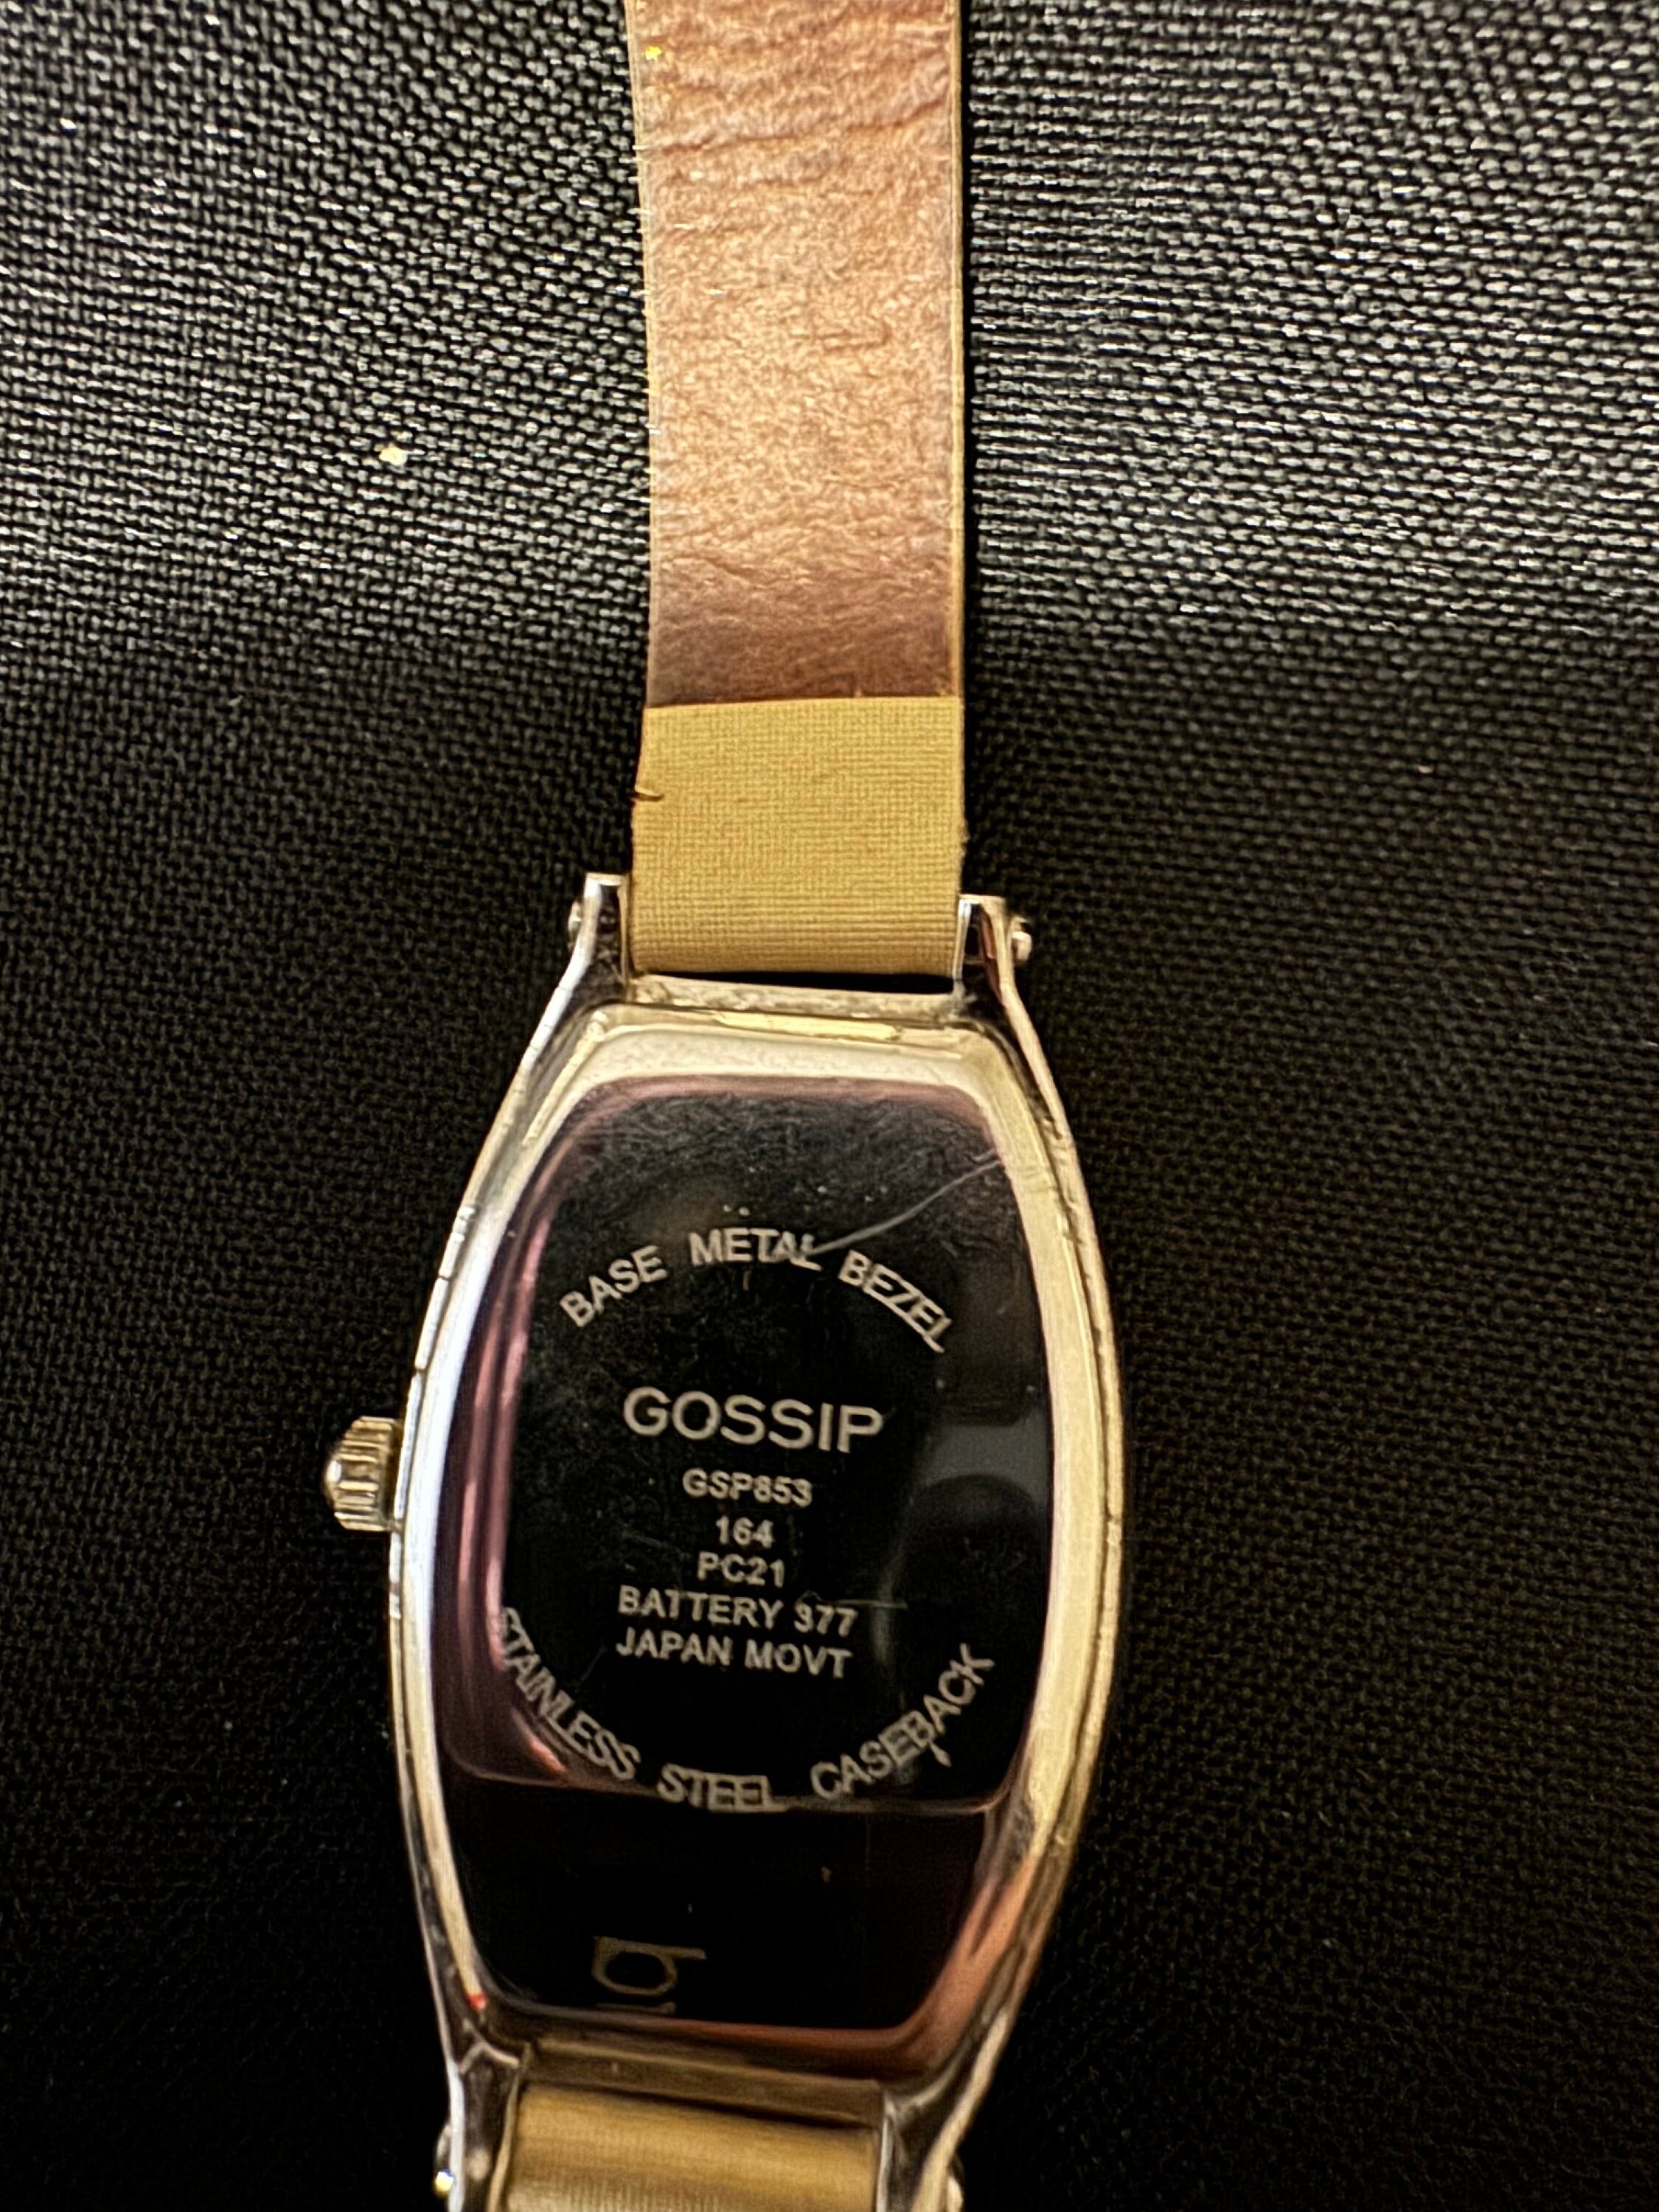 BASE METAL BEZEL
GOSSIP
GSP853
164
PC21
BATTERY 377
JAPAN MOVT
STAINLESS STEEL CASEBACK